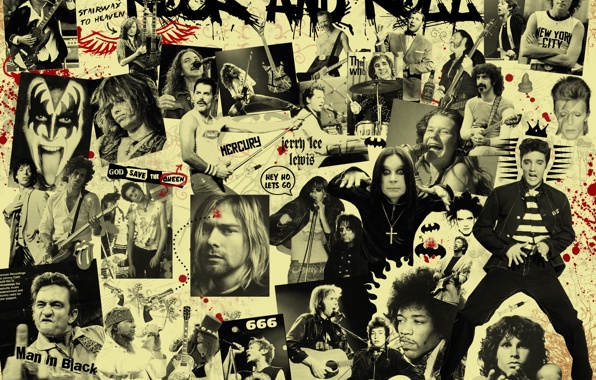 STAIRWAY
TO HEAVEN
ROCK AND ROLL
The
who
NEW YORK
CITY
MERCURY
jerry lee
lewis
GOD SAVE THE QUEEN
HEY HO
LETS GO
666
Man in Black